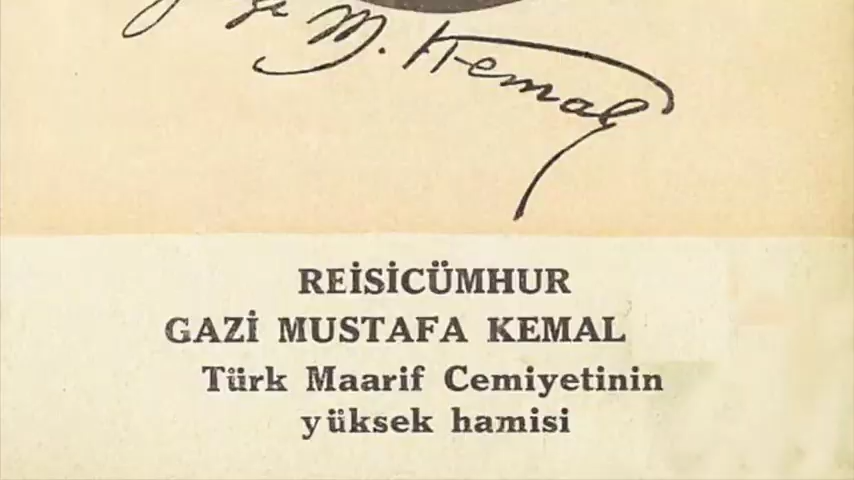 M. Kemal
REİSİCÜMHUR
GAZİ MUSTAFA KEMAL
Türk Maarif Cemiyetinin
yüksek hamisi